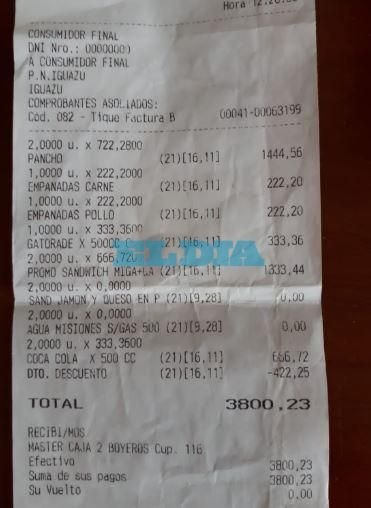 Hora 12:26:
CONSUMIDOR FINAL
DNI Nro.: 00000001
A CONSUMIDOR FINAL
P.N.IGUAZU
IGUAZU
COMPROBANTES ASOCIADOS:
Cod. 082 - Tique Factura B 00041-00063199
2,0000 u. x 722,2800
PANCHO (21)[16,11] 1444,56
1,0000 u. x 222,2000
EMPANADAS CARNE (21)[16,11] 222,20
1,0000 u. x 222,2000
EMPANADAS POLLO (21)[16,11] 222,20
1,0000 u. x 333,3600
GATORADE X 500CC (21)[16,11] 333,36
EL DIA
2,0000 u. x 666,7200
PROMO SANDWICH MIGA+LA (21)[16,11] 1333,44
2,0000 u. x 0,0000
SAND JAMON Y QUESO EN P (21)[9,28] 0,00
2,0000 u. x 0,0000
AGUA MISIONES S/GAS 500 (21)[9,28] 0,00
2,0000 u. x 333,3600
COCA COLA X 500 CC (21)[16,11] 666,72
DTO. DESCUENTO (21)[16,11] -422,25
TOTAL 3800,23
RECIBI/MOS
MASTER CAJA 2 BOYEROS Cup. 116
Efectivo 3800,23
Suma de sus pagos 3800,23
Su Vuelto 0.00